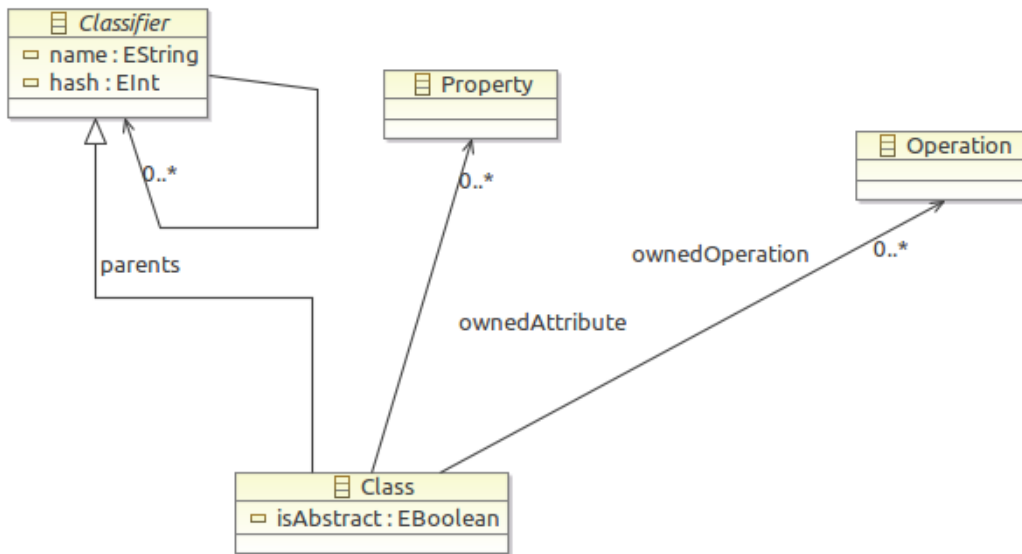 Classifier
name : EString
hash : EInt
Property
Operation
0..*
0..*
0..*
ownedOperation
parents
ownedAttribute
Class
isAbstract : EBoolean